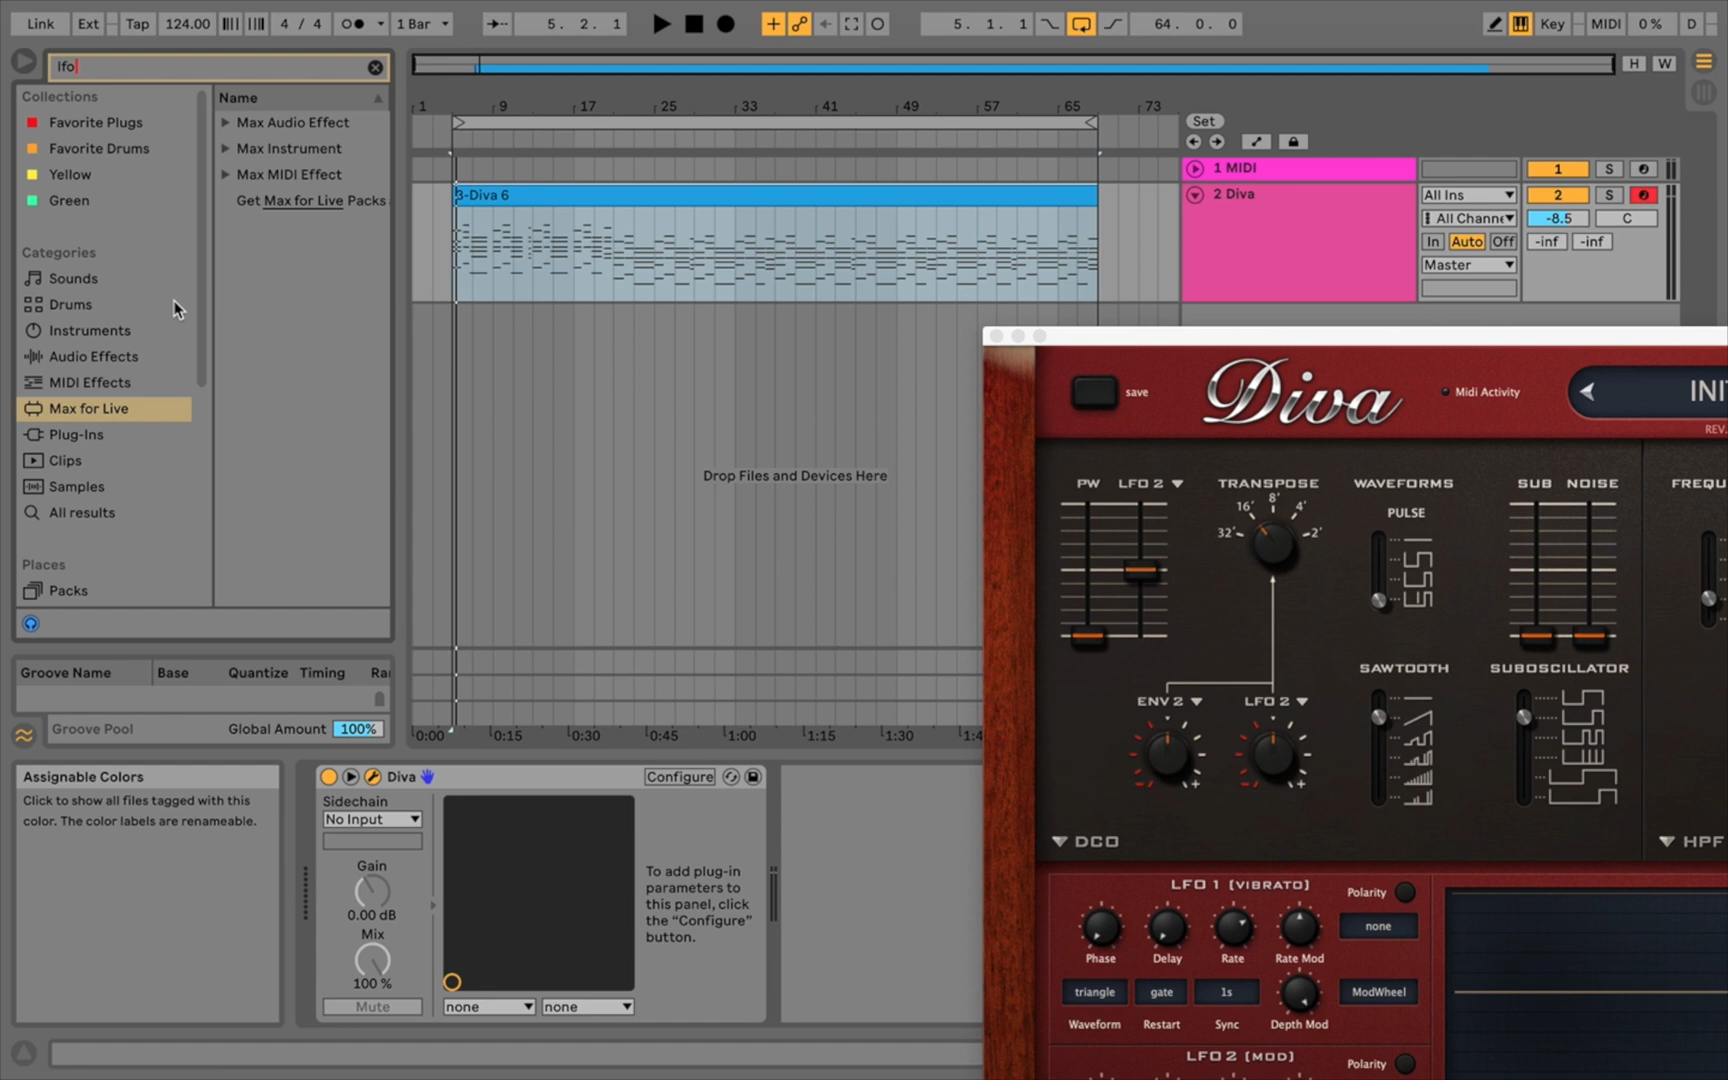 Link Ext Tap 124.00 4 / 4 1 Bar 5. 2. 1 5. 1. 1 64. 0. 0 Key MIDI 0 % D
lfo
H W
Collections
Name
1 9 17 25 33 41 49 57 65 73
Favorite Plugs
Max Audio Effect
Set
Favorite Drums
Max Instrument
Yellow
Max MIDI Effect
1 MIDI 1 S
Green
Get Max for Live Packs
3-Diva 6
2 Diva All Ins 2 S
All Channe -8.5 C
In Auto Off -inf -inf
Master
Categories
Sounds
Drums
Instruments
Audio Effects
MIDI Effects
Max for Live
Plug-Ins
Clips
Samples
All results
Places
Packs
Drop Files and Devices Here
save Diva Midi Activity INI
REV.
PW LFO 2 TRANSPOSE WAVEFORMS SUB NOISE FREQU
8'
16' 4'
32' 2'
PULSE
SAWTOOTH SUBOSCILLATOR
ENV 2 LFO 2
- + - +
DCO HPF
Groove Name Base Quantize Timing Ra
Groove Pool Global Amount 100%
0:00 0:15 0:30 0:45 1:00 1:15 1:30 1:4
Assignable Colors
Click to show all files tagged with this
color. The color labels are renameable.
Diva Configure
Sidechain
No Input
Gain
0.00 dB
Mix
100 %
Mute
none none
To add plug-in
parameters to
this panel, click
the “Configure”
button.
LFO 1 (VIBRATO) Polarity
none
Phase Delay Rate Rate Mod
triangle gate 1s ModWheel
Waveform Restart Sync Depth Mod
LFO 2 (MOD) Polarity